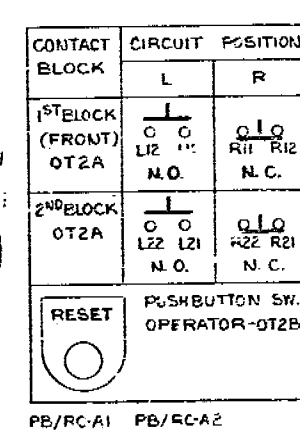 CONTACT BLOCK
CIRCUIT POSITION
L R
1ST BLOCK (FRONT) OT2A
L12 R11 R12
N.O. N.C.
2ND BLOCK OT2A
L22 L21 R22 R21
N.O. N.C.
RESET
PUSHBUTTON SW.
OPERATOR-OT2B
PB/RC-A1 PB/RC-A2